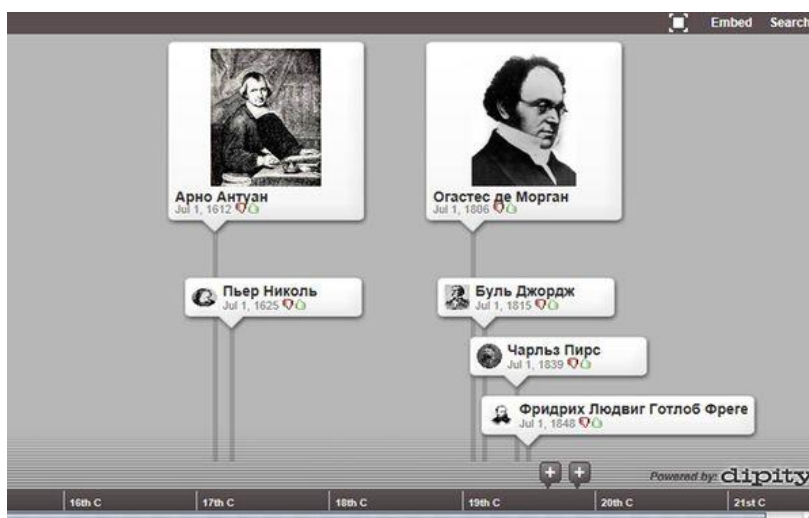 Embed Search
Арно Антуан
Jul 1, 1612
Огастес де Морган
Jul 1, 1806
Пьер Николь
Jul 1, 1625
Буль Джордж
Jul 1, 1815
Чарльз Пирс
Jul 1, 1839
Фридрих Людвиг Готлоб Фреге
Jul 1, 1848
Powered by: dipity
16th C 17th C 18th C 19th C 20th C 21st C